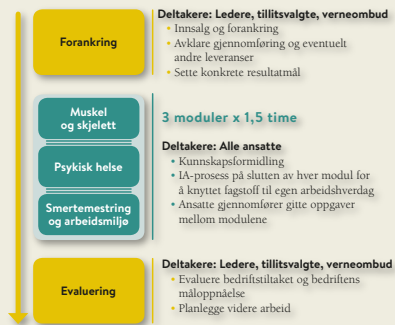 Forankring
Deltakere: Ledere, tillitsvalgte, verneombud
• Innsalg og forankring
• Avklare gjennomføring og eventuelt
andre leveranser
• Sette konkrete resultatmål
Muskel
og skjelett
Psykisk helse
Smertemestring
og arbeidsmiljø
3 moduler x 1,5 time
Deltakere: Alle ansatte
• Kunnskapsformidling
• IA-prosess på slutten av hver modul for
å knyttet fagstoff til egen arbeidshverdag
• Ansatte gjennomfører gitte oppgaver
mellom modulene
Evaluering
Deltakere: Ledere, tillitsvalgte, verneombud
• Evaluere bedriftstiltaket og bedriftens
måloppnåelse
• Planlegge videre arbeid